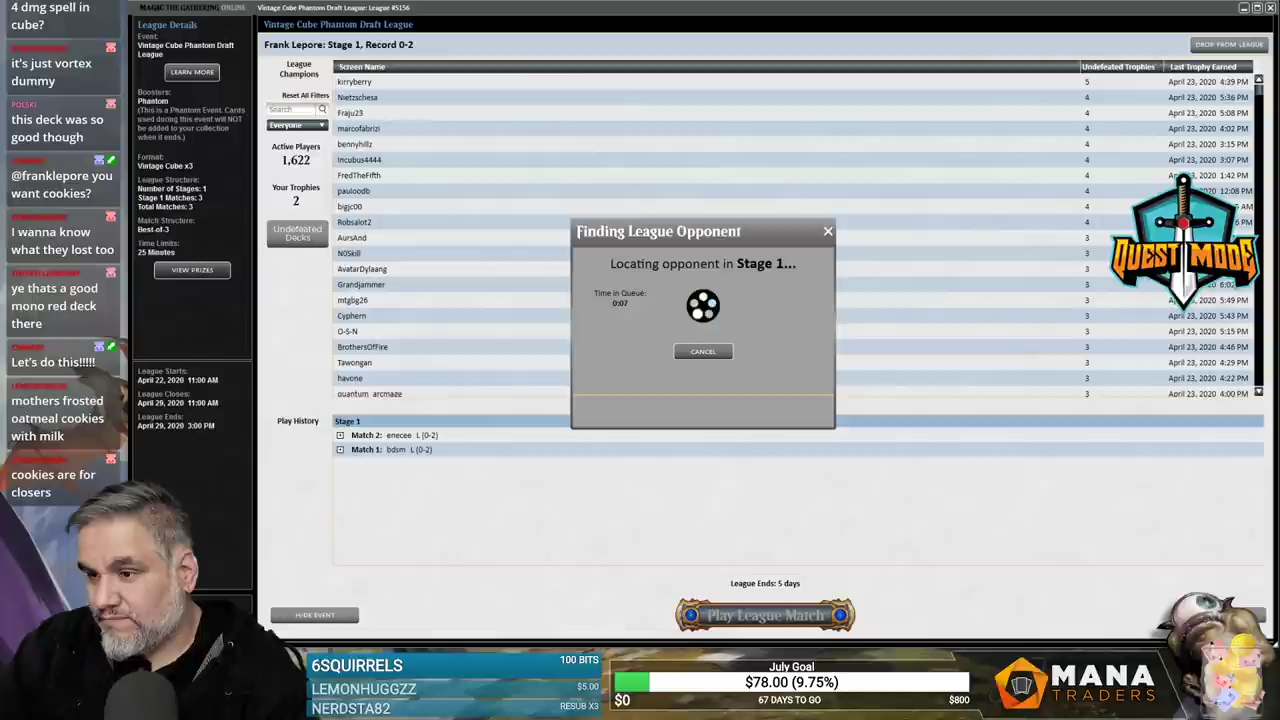 MAGIC THE GATHERING ONLINE
Vintage Cube Phantom Draft League: League #5156
4 dmg spell in
cube?
it's just vortex
dummy
POLSKI
this deck was so
good though
@franklepore you
want cookies?
I wanna know
what they lost too
ye thats a good
mono red deck
there
Let's do this!!!!!
mothers frosted
oatmeal cookies
with milk
cookies are for
closers
League Details
Event:
Vintage Cube Phantom Draft
League
LEARN MORE
Boosters:
Phantom
(This is a Phantom Event. Cards
used during this event will NOT
be added to your collection
when it ends.)
Format:
Vintage Cube x3
League Structure:
Number of Stages: 1
Stage 1 Matches: 3
Total Matches: 3
Match Structure:
Best-of-3
Time Limits:
25 Minutes
VIEW PRIZES
League Starts:
April 22, 2020 11:00 AM
League Closes:
April 29, 2020 11:00 AM
League Ends:
April 29, 2020 3:00 PM
Vintage Cube Phantom Draft League
Frank Lepore: Stage 1, Record 0-2
DROP FROM LEAGUE
League
Champions
Reset All Filters
Search
Everyone
Active Players
1,622
Your Trophies
2
Undefeated
Decks
Screen Name Undefeated Trophies Last Trophy Earned
kirryberry 5 April 23, 2020 4:39 PM
Nietzschesa 4 April 23, 2020 5:36 PM
Fraju23 4 April 23, 2020 5:08 PM
marcofabrizi 4 April 23, 2020 4:02 PM
bennyhillz 4 April 23, 2020 3:15 PM
Incubus4444 4 April 23, 2020 3:07 PM
FredTheFifth 4 April 23, 2020 1:42 PM
pauloodb 4 April 23, 2020 12:08 PM
bigjc00 4
Robsalot2 4
AursAnd 3
N0Skill 3
AvatarDylaang 3
Grandjammer 3
mtgbg26 3 April 23, 2020 5:49 PM
Cyphern 3 April 23, 2020 5:43 PM
O-S-N 3 April 23, 2020 5:15 PM
BrothersOfFire 3 April 23, 2020 4:46 PM
Tawongan 3 April 23, 2020 4:29 PM
havone 3 April 23, 2020 4:22 PM
quantum_arcmage 3 April 23, 2020 4:00 PM
Finding League Opponent
Locating opponent in Stage 1...
Time in Queue:
0:07
CANCEL
QUEST MODE
Play History
Stage 1
Match 2: enecee L (0-2)
Match 1: bdsm L (0-2)
League Ends: 5 days
HIDE EVENT
Play League Match
6SQUIRRELS 100 BITS
LEMONHUGGZZ $5.00
NERDSTA82 RESUB X3
July Goal
$78.00 (9.75%)
$0 67 DAYS TO GO $800
MANA
TRADERS